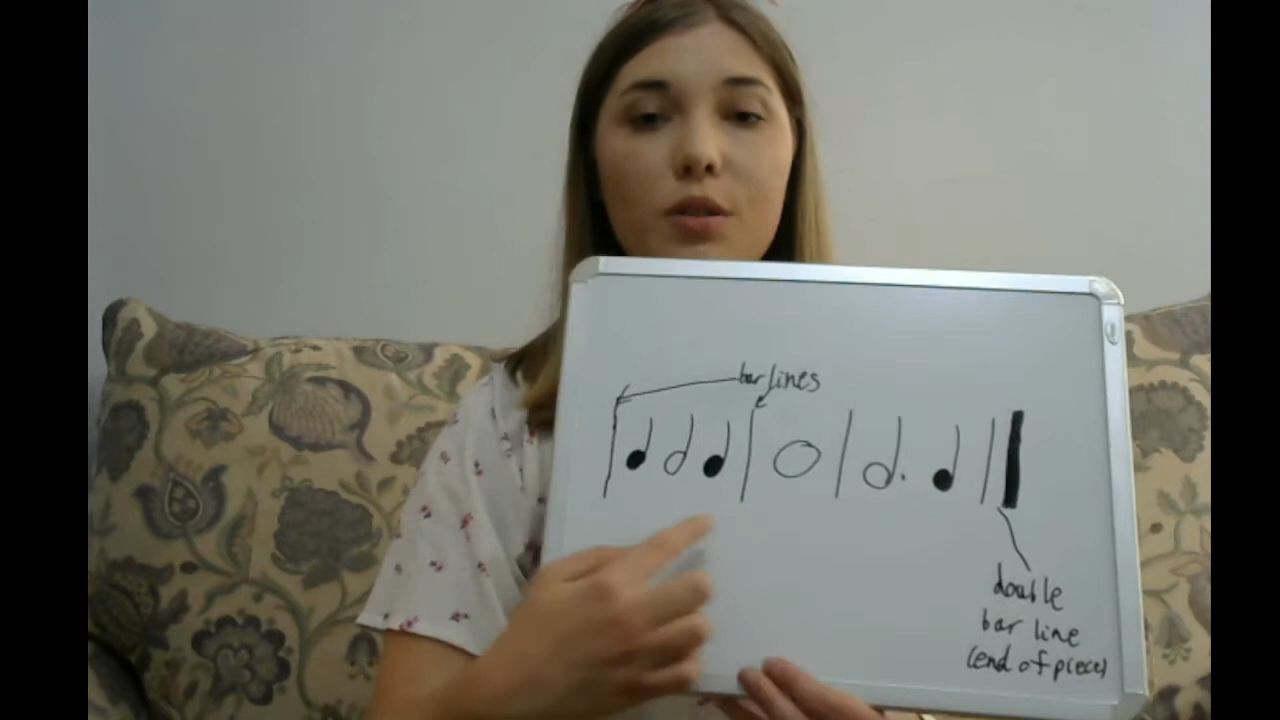 bar lines
double
bar line
(end of piece)